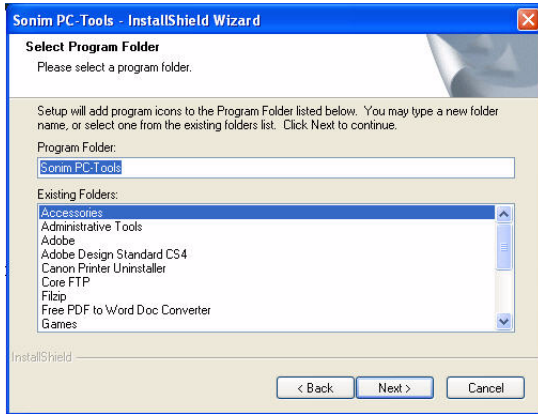 Sonim PC-Tools - InstallShield Wizard
Select Program Folder
Please select a program folder.
Setup will add program icons to the Program Folder listed below. You may type a new folder
name, or select one from the existing folders list. Click Next to continue.
Program Folder:
Sonim PC-Tools
Existing Folders:
Accessories
Administrative Tools
Adobe
Adobe Design Standard CS4
Canon Printer Uninstaller
Core FTP
Filzip
Free PDF to Word Doc Converter
Games
InstallShield
< Back Next > Cancel